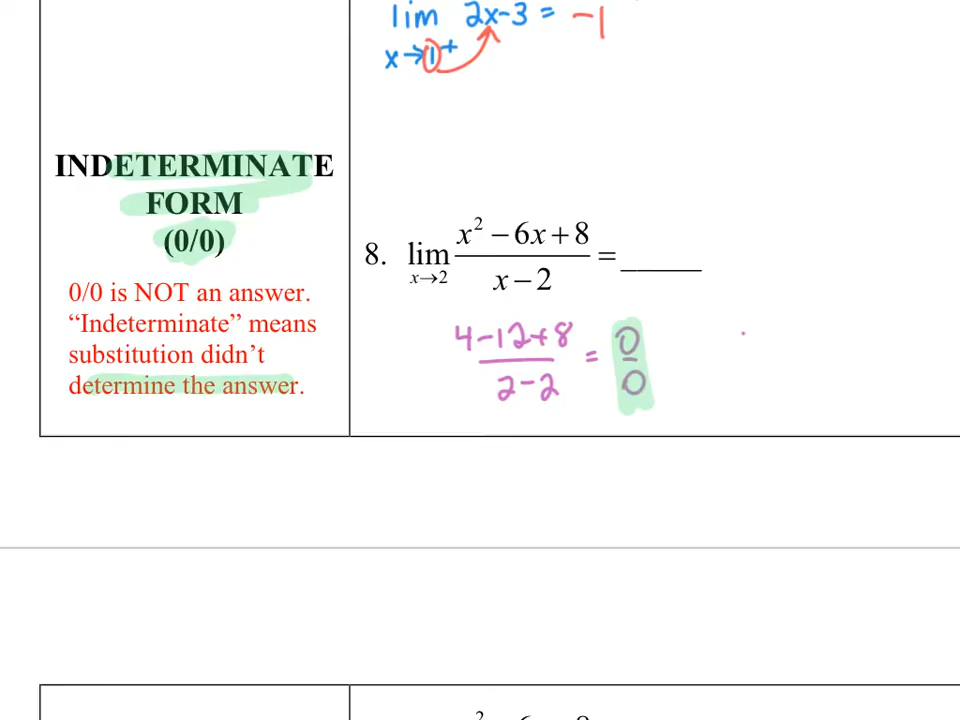 lim 2x-3 = -1
x→1⁺
INDETERMINATE
FORM
(0/0)
0/0 is NOT an answer.
“Indeterminate” means
substitution didn’t
determine the answer.
8. lim x² − 6x + 8 / x − 2 = _____
x→2
4-12+8 / 2-2 = 0/0